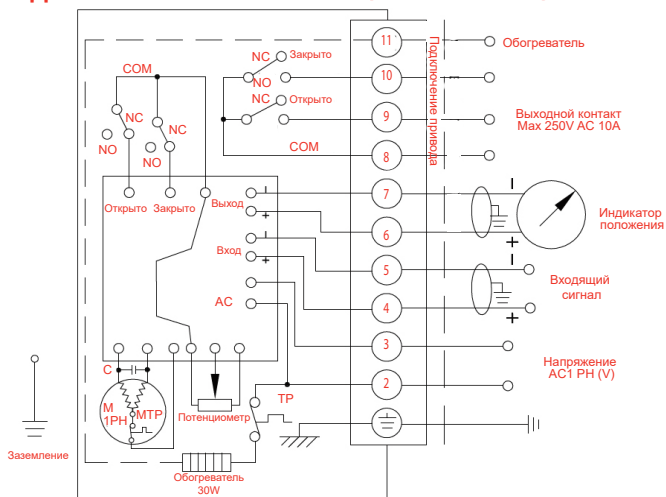 NC Закрыто
NO
NC Открыто
COM
COM
NC
NO
NC
NO
Открыто Закрыто
Выход
Вход
AC
C
M
1PH
MTP
Потенциометр
TP
Обогреватель
30W
Заземление
Подключение привода
11
10
9
8
7
6
5
4
3
2
Обогреватель
Выходной контакт
Max 250V AC 10A
Индикатор
положения
Входящий
сигнал
Напряжение
AC1 PH (V)